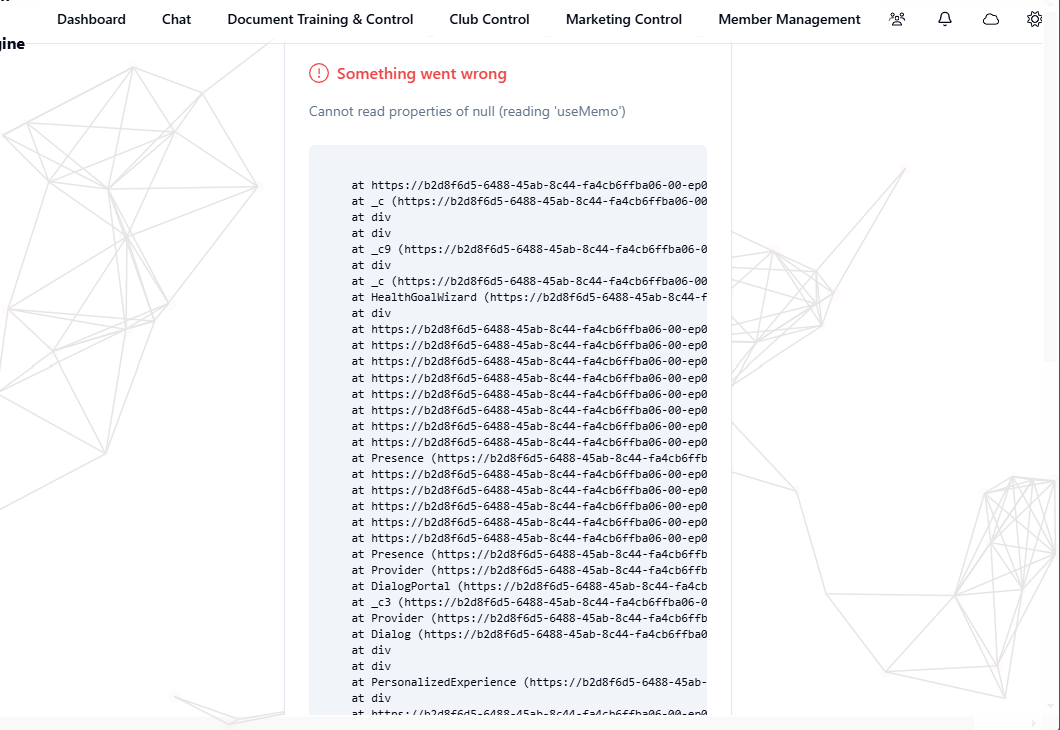 Dashboard Chat Document Training & Control Club Control Marketing Control Member Management
gine
Something went wrong
Cannot read properties of null (reading 'useMemo')
at https://b2d8f6d5-6488-45ab-8c44-fa4cb6ffba06-00-ep0
at _c (https://b2d8f6d5-6488-45ab-8c44-fa4cb6ffba06-00
at div
at div
at _c9 (https://b2d8f6d5-6488-45ab-8c44-fa4cb6ffba06-0
at div
at _c (https://b2d8f6d5-6488-45ab-8c44-fa4cb6ffba06-00
at HealthGoalWizard (https://b2d8f6d5-6488-45ab-8c44-f
at div
at https://b2d8f6d5-6488-45ab-8c44-fa4cb6ffba06-00-ep0
at https://b2d8f6d5-6488-45ab-8c44-fa4cb6ffba06-00-ep0
at https://b2d8f6d5-6488-45ab-8c44-fa4cb6ffba06-00-ep0
at https://b2d8f6d5-6488-45ab-8c44-fa4cb6ffba06-00-ep0
at https://b2d8f6d5-6488-45ab-8c44-fa4cb6ffba06-00-ep0
at https://b2d8f6d5-6488-45ab-8c44-fa4cb6ffba06-00-ep0
at https://b2d8f6d5-6488-45ab-8c44-fa4cb6ffba06-00-ep0
at https://b2d8f6d5-6488-45ab-8c44-fa4cb6ffba06-00-ep0
at Presence (https://b2d8f6d5-6488-45ab-8c44-fa4cb6ffb
at https://b2d8f6d5-6488-45ab-8c44-fa4cb6ffba06-00-ep0
at https://b2d8f6d5-6488-45ab-8c44-fa4cb6ffba06-00-ep0
at https://b2d8f6d5-6488-45ab-8c44-fa4cb6ffba06-00-ep0
at https://b2d8f6d5-6488-45ab-8c44-fa4cb6ffba06-00-ep0
at https://b2d8f6d5-6488-45ab-8c44-fa4cb6ffba06-00-ep0
at Presence (https://b2d8f6d5-6488-45ab-8c44-fa4cb6ffb
at Provider (https://b2d8f6d5-6488-45ab-8c44-fa4cb6ffb
at DialogPortal (https://b2d8f6d5-6488-45ab-8c44-fa4cb
at _c3 (https://b2d8f6d5-6488-45ab-8c44-fa4cb6ffba06-0
at Provider (https://b2d8f6d5-6488-45ab-8c44-fa4cb6ffb
at Dialog (https://b2d8f6d5-6488-45ab-8c44-fa4cb6ffba0
at div
at div
at PersonalizedExperience (https://b2d8f6d5-6488-45ab-
at div
at https://b2d8f6d5-6488-45ab-8c44-fa4cb6ffba06-00-ep0